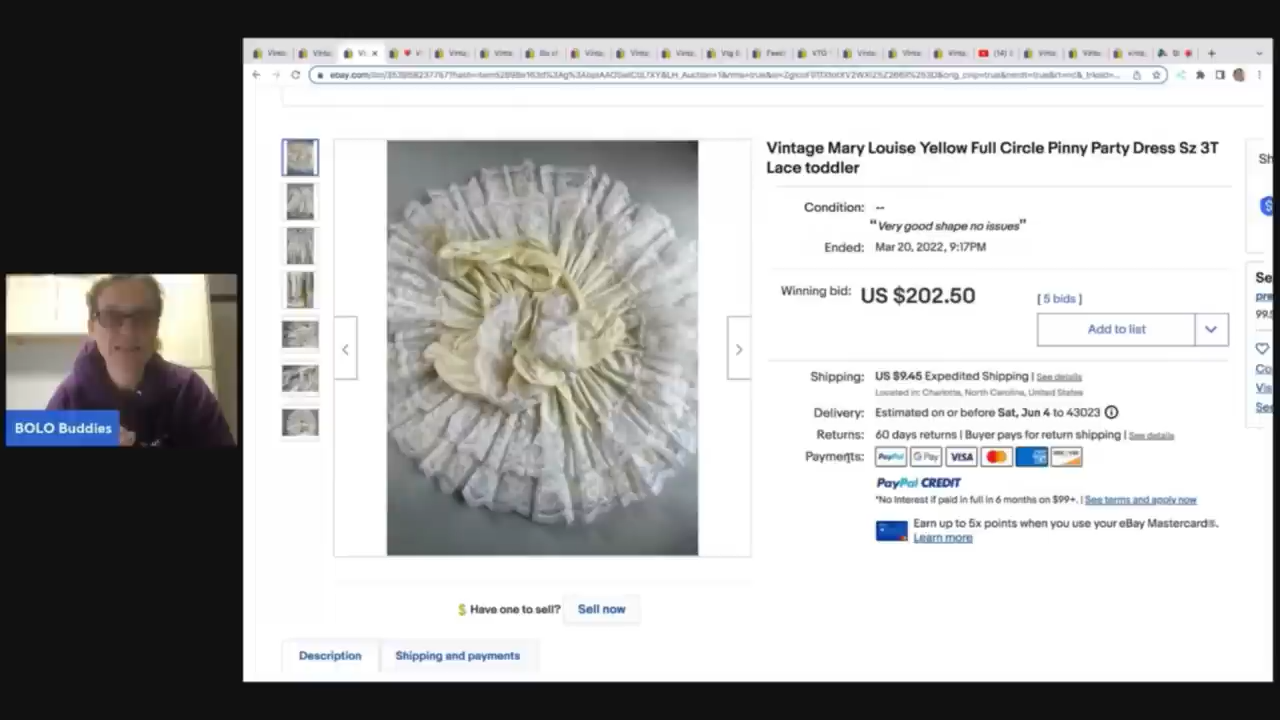 Vintage Mary Louise Yellow Full Circle Pinny Party Dress Sz 3T
Lace toddler
Condition: --
"Very good shape no issues"
Ended: Mar 20, 2022, 9:17PM
Winning bid: US $202.50 [ 5 bids ]
Add to list
Shipping: US $9.45 Expedited Shipping | See details
Located in: Charlotte, North Carolina, United States
Delivery: Estimated on or before Sat, Jun 4 to 43023
Returns: 60 days returns | Buyer pays for return shipping | See details
Payments: PayPal G Pay VISA
PayPal CREDIT
*No Interest if paid in full in 6 months on $99+. | See terms and apply now
Earn up to 5x points when you use your eBay Mastercard®.
Learn more
BOLO Buddies
$ Have one to sell? Sell now
Description Shipping and payments